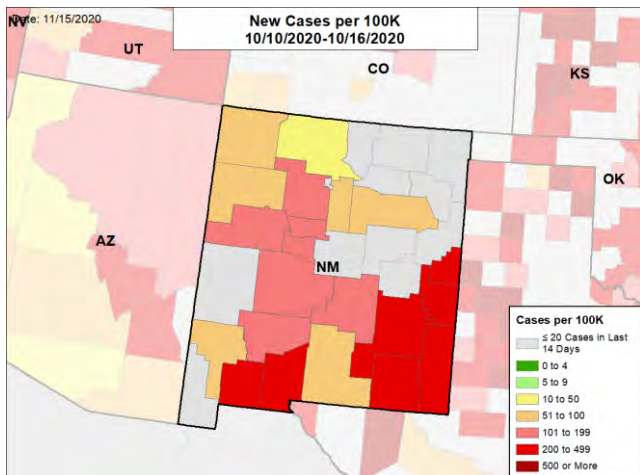 Date: 11/15/2020
New Cases per 100K
10/10/2020-10/16/2020
NV
UT
CO
KS
OK
AZ
NM
Cases per 100K
≤ 20 Cases in Last
14 Days
0 to 4
5 to 9
10 to 50
51 to 100
101 to 199
200 to 499
500 or More